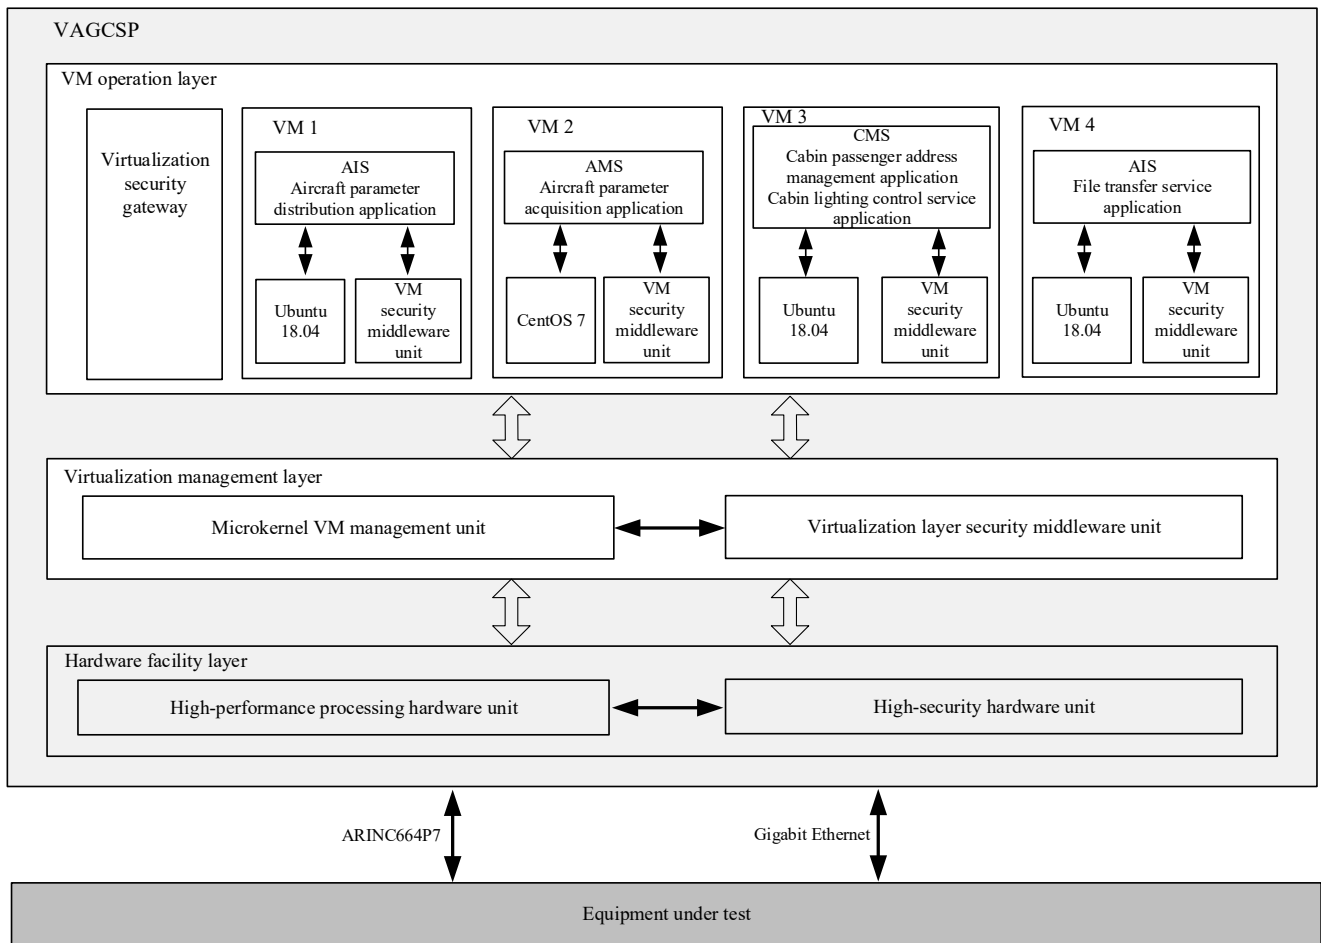 VAGCSP
VM operation layer
Virtualization
security
gateway
VM 1
AIS
Aircraft parameter
distribution application
Ubuntu
18.04
VM
security
middleware
unit
VM 2
AMS
Aircraft parameter
acquisition application
CentOS 7
VM
security
middleware
unit
VM 3
CMS
Cabin passenger address
management application
Cabin lighting control service
application
Ubuntu
18.04
VM
security
middleware
unit
VM 4
AIS
File transfer service
application
Ubuntu
18.04
VM
security
middleware
unit
Virtualization management layer
Microkernel VM management unit
Virtualization layer security middleware unit
Hardware facility layer
High-performance processing hardware unit
High-security hardware unit
ARINC664P7
Gigabit Ethernet
Equipment under test